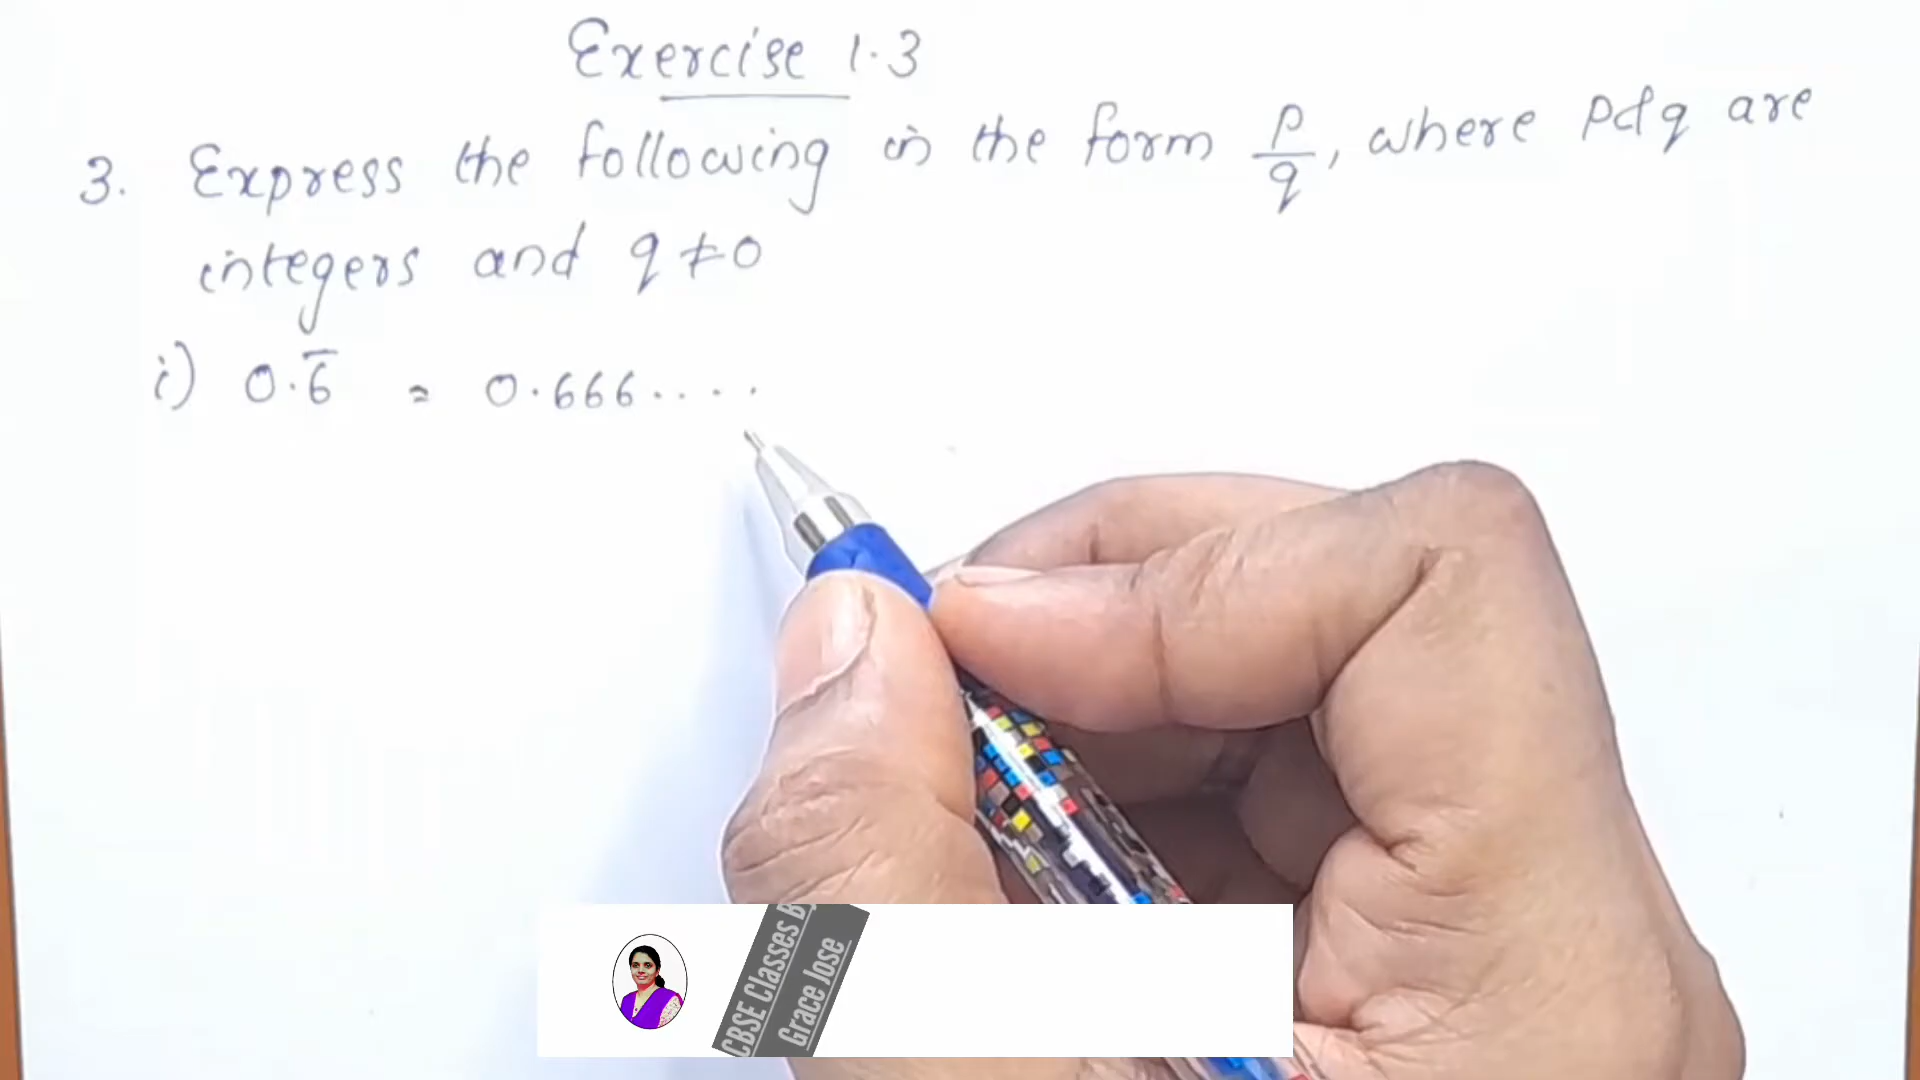 Exercise 1.3
3. Express the following in the form p/q, where p & q are
integers and q ≠ 0
i) 0.6̅ = 0.666....
CBSE Classes By
Grace Jose